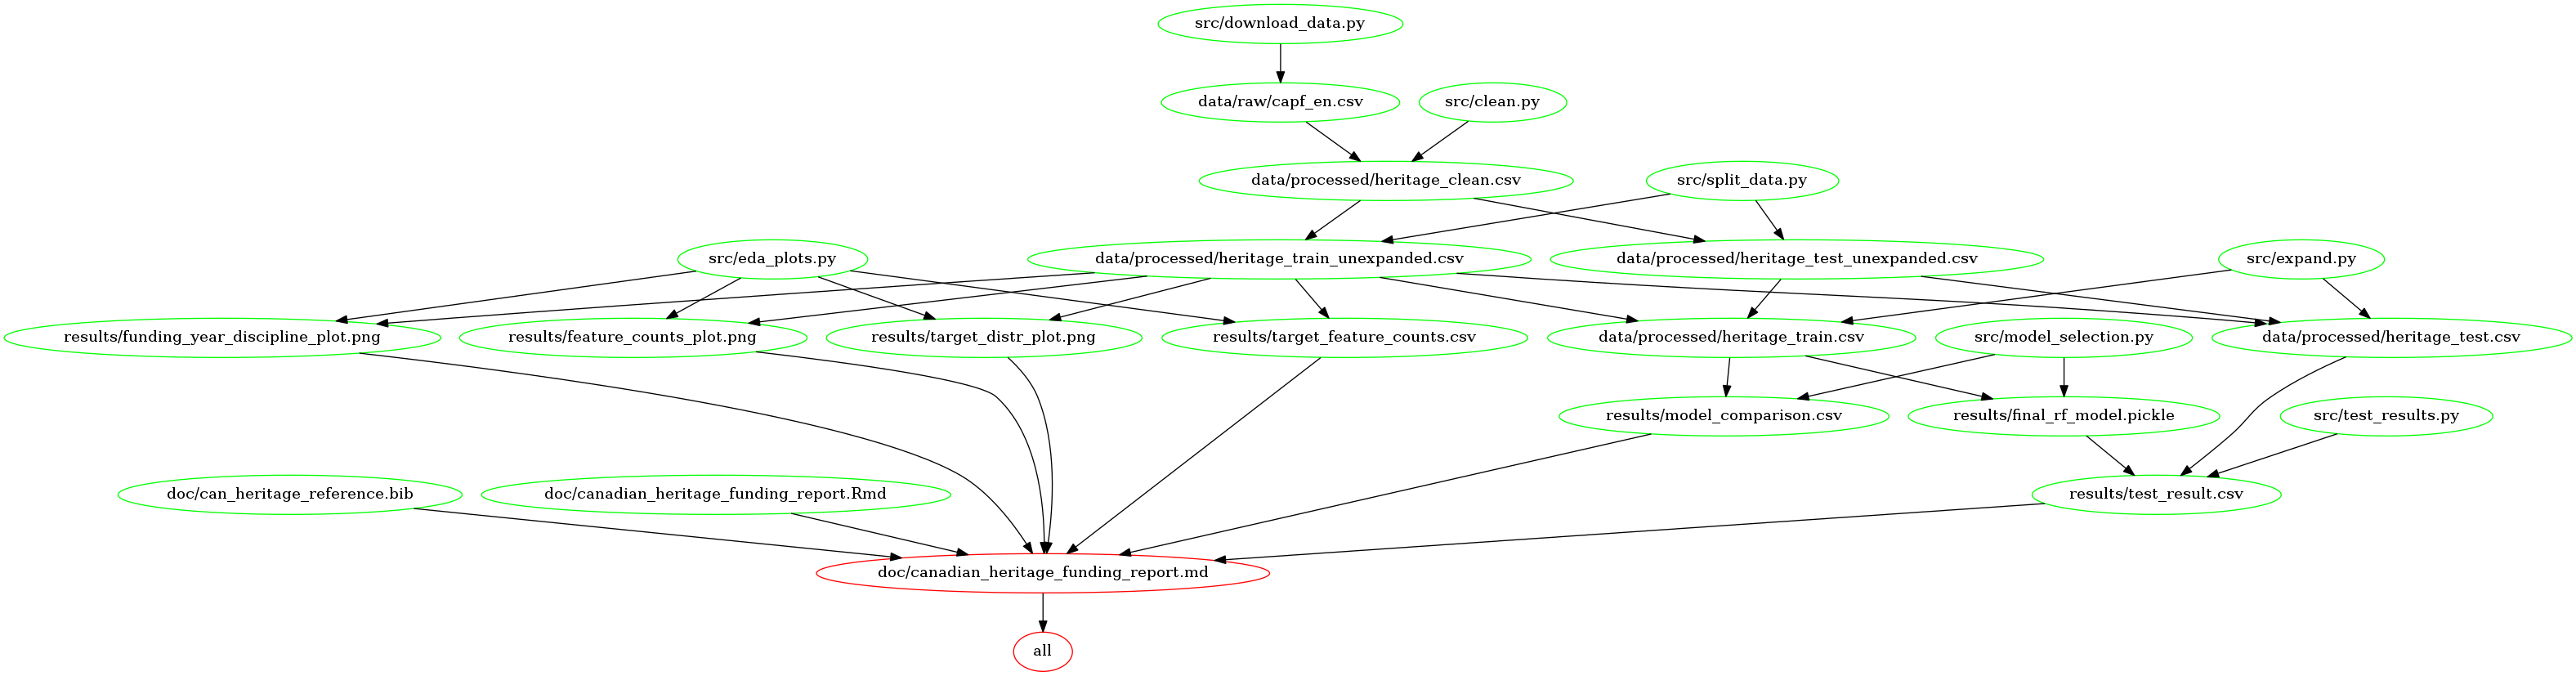 src/download_data.py
data/raw/capf_en.csv
src/clean.py
data/processed/heritage_clean.csv
src/split_data.py
src/eda_plots.py
data/processed/heritage_train_unexpanded.csv
data/processed/heritage_test_unexpanded.csv
src/expand.py
results/funding_year_discipline_plot.png
results/feature_counts_plot.png
results/target_distr_plot.png
results/target_feature_counts.csv
data/processed/heritage_train.csv
src/model_selection.py
data/processed/heritage_test.csv
results/model_comparison.csv
results/final_rf_model.pickle
src/test_results.py
doc/can_heritage_reference.bib
doc/canadian_heritage_funding_report.Rmd
results/test_result.csv
doc/canadian_heritage_funding_report.md
all